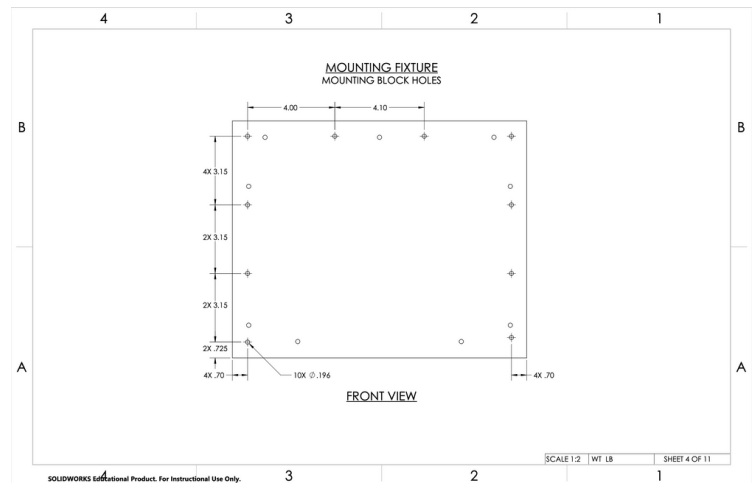 4 3 2 1
MOUNTING FIXTURE
MOUNTING BLOCK HOLES
4.00 4.10
B B
4X 3.15
2X 3.15
2X 3.15
2X .725
A A
4X .70 10X ∅.196 4X .70
FRONT VIEW
SCALE 1:2 WT LB SHEET 4 OF 11
4 3 2 1
SOLIDWORKS Educational Product. For Instructional Use Only.